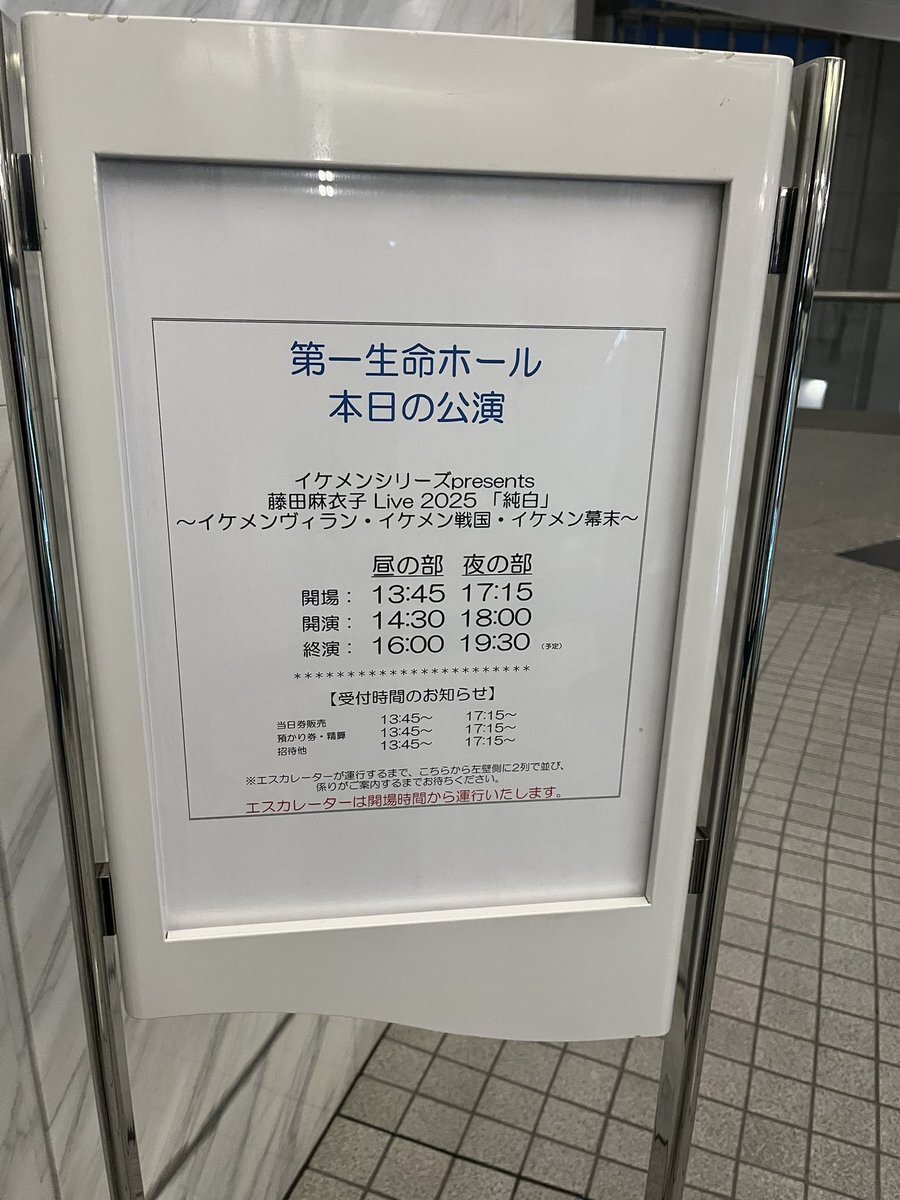 第一生命ホール
本日の公演
イケメンシリーズpresents
藤田麻衣子 Live 2025 「純白」
～イケメンヴィラン・イケメン戦国・イケメン幕末～
昼の部 夜の部
開場： 13:45 17:15
開演： 14:30 18:00
終演： 16:00 19:30 (予定)
**********************
【受付時間のお知らせ】
当日券販売 13:45～ 17:15～
預かり券・精算 13:45～ 17:15～
招待他 13:45～ 17:15～
※エスカレーターが運行するまで、こちらから左壁側に2列で並び、
係りがご案内するまでお待ちください。
エスカレーターは開場時間から運行いたします。